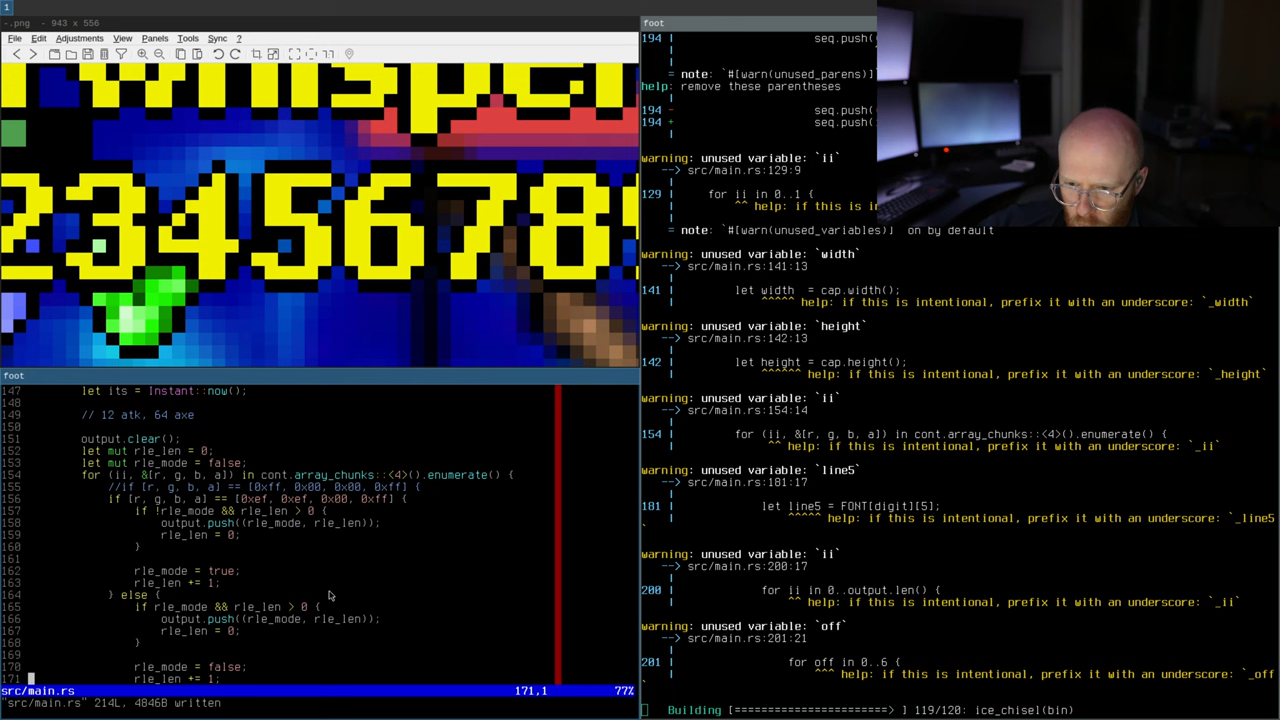 1
-.png - 943 x 556
File Edit Adjustments View Panels Tools Sync ?
2345678
foot
147 let its = Instant::now();
148
149 // 12 atk, 64 axe
150
151 output.clear();
152 let mut rle_len = 0;
153 let mut rle_mode = false;
154 for (ii, &[r, g, b, a]) in cont.array_chunks::<4>().enumerate() {
155 //if [r, g, b, a] == [0xff, 0x00, 0x00, 0xff] {
156 if [r, g, b, a] == [0xef, 0xef, 0x00, 0xff] {
157 if !rle_mode && rle_len > 0 {
158 output.push((rle_mode, rle_len));
159 rle_len = 0;
160 }
161
162 rle_mode = true;
163 rle_len += 1;
164 } else {
165 if rle_mode && rle_len > 0 {
166 output.push((rle_mode, rle_len));
167 rle_len = 0;
168 }
169
170 rle_mode = false;
171 rle_len += 1;
src/main.rs 171,1 77%
"src/main.rs" 214L, 4846B written
foot
194 | seq.push(
|
= note: `#[warn(unused_parens)]
help: remove these parentheses
|
194 - seq.push(
194 + seq.push(
|
warning: unused variable: `ii`
--> src/main.rs:129:9
|
129 | for ii in 0..1 {
| ^^ help: if this is in
|
= note: `#[warn(unused_variables)] on by default
warning: unused variable: `width`
--> src/main.rs:141:13
|
141 | let width = cap.width();
| ^^^^^ help: if this is intentional, prefix it with an underscore: `_width`
warning: unused variable: `height`
--> src/main.rs:142:13
|
142 | let height = cap.height();
| ^^^^^^ help: if this is intentional, prefix it with an underscore: `_height`
warning: unused variable: `ii`
--> src/main.rs:154:14
|
154 | for (ii, &[r, g, b, a]) in cont.array_chunks::<4>().enumerate() {
| ^^ help: if this is intentional, prefix it with an underscore: `_ii`
warning: unused variable: `line5`
--> src/main.rs:181:17
|
181 | let line5 = FONT[digit][5];
| ^^^^^ help: if this is intentional, prefix it with an underscore: `_line5
`
warning: unused variable: `ii`
--> src/main.rs:200:17
|
200 | for ii in 0..output.len() {
| ^^ help: if this is intentional, prefix it with an underscore: `_ii`
warning: unused variable: `off`
--> src/main.rs:201:21
|
201 | for off in 0..6 {
| ^^^ help: if this is intentional, prefix it with an underscore: `_off
`
Building [=======================> ] 119/120: ice_chisel(bin)